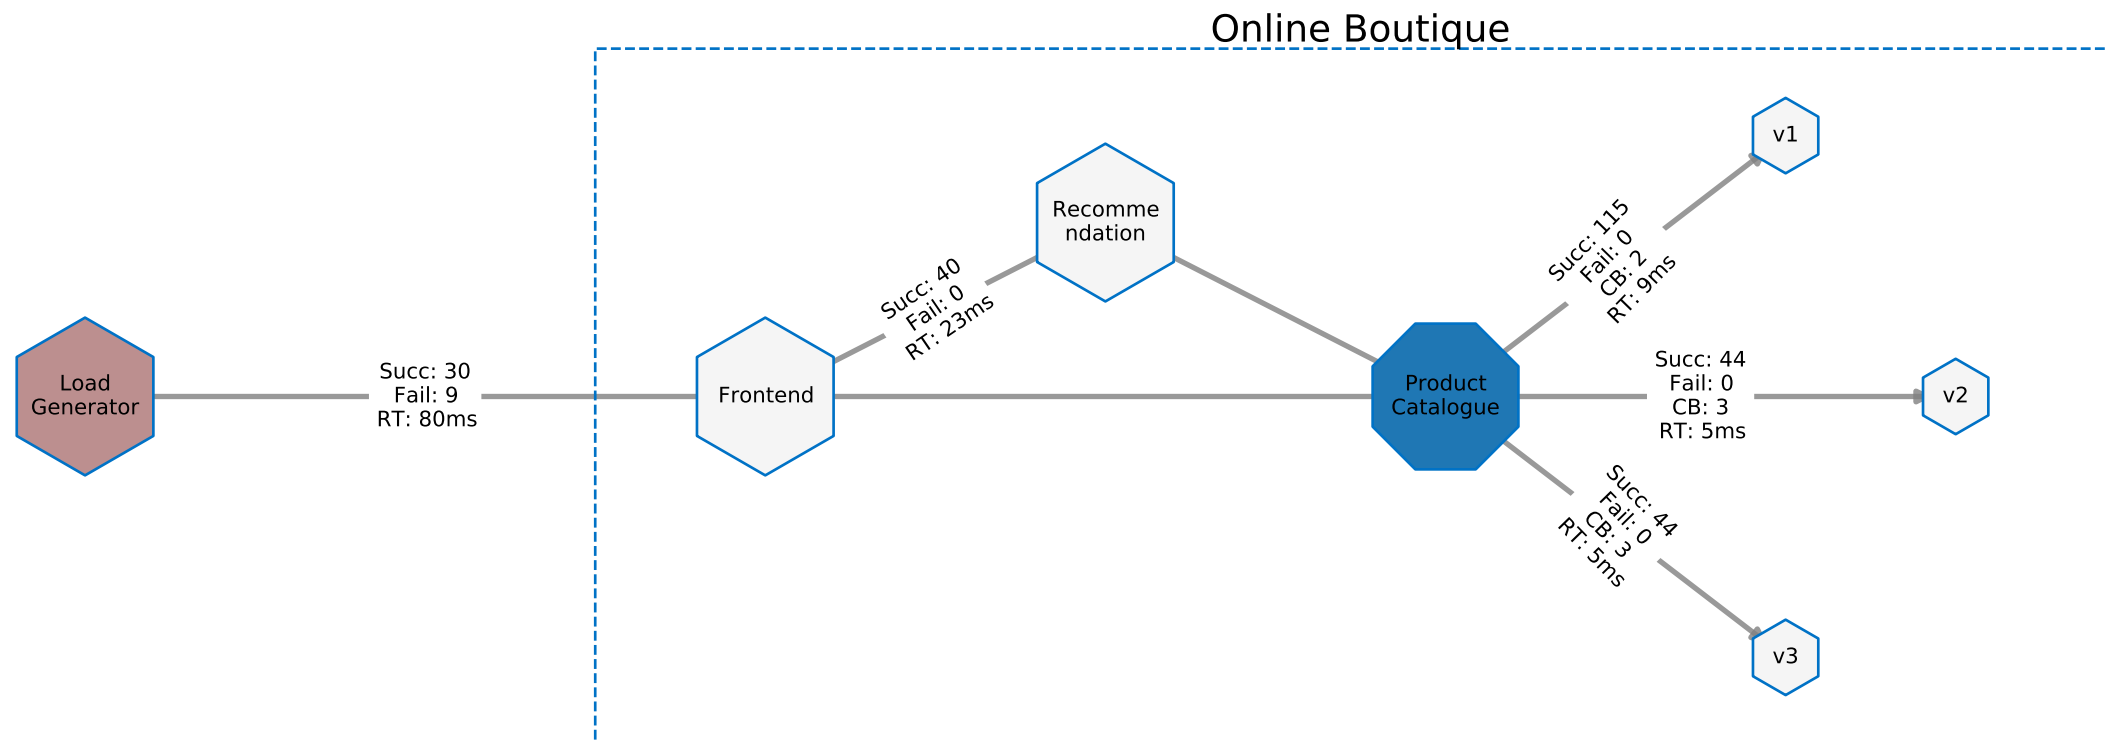 Online Boutique
Load
Generator
Succ: 30
Fail: 9
RT: 80ms
Frontend
Succ: 40
Fail: 0
RT: 23ms
Recomme
ndation
Product
Catalogue
Succ: 115
Fail: 0
CB: 2
RT: 9ms
v1
Succ: 44
Fail: 0
CB: 3
RT: 5ms
v2
Succ: 44
Fail: 0
CB: 3
RT: 5ms
v3